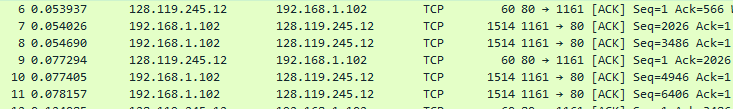 6 0.053937 128.119.245.12 192.168.1.102 TCP 60 80 → 1161 [ACK] Seq=1 Ack=566
7 0.054026 192.168.1.102 128.119.245.12 TCP 1514 1161 → 80 [ACK] Seq=2026 Ack=1
8 0.054690 192.168.1.102 128.119.245.12 TCP 1514 1161 → 80 [ACK] Seq=3486 Ack=1
9 0.077294 128.119.245.12 192.168.1.102 TCP 60 80 → 1161 [ACK] Seq=1 Ack=2026
10 0.077405 192.168.1.102 128.119.245.12 TCP 1514 1161 → 80 [ACK] Seq=4946 Ack=1
11 0.078157 192.168.1.102 128.119.245.12 TCP 1514 1161 → 80 [ACK] Seq=6406 Ack=1